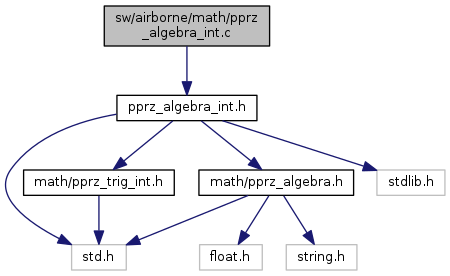 sw/airborne/math/pprz
_algebra_int.c
pprz_algebra_int.h
math/pprz_trig_int.h
math/pprz_algebra.h
stdlib.h
std.h
float.h
string.h